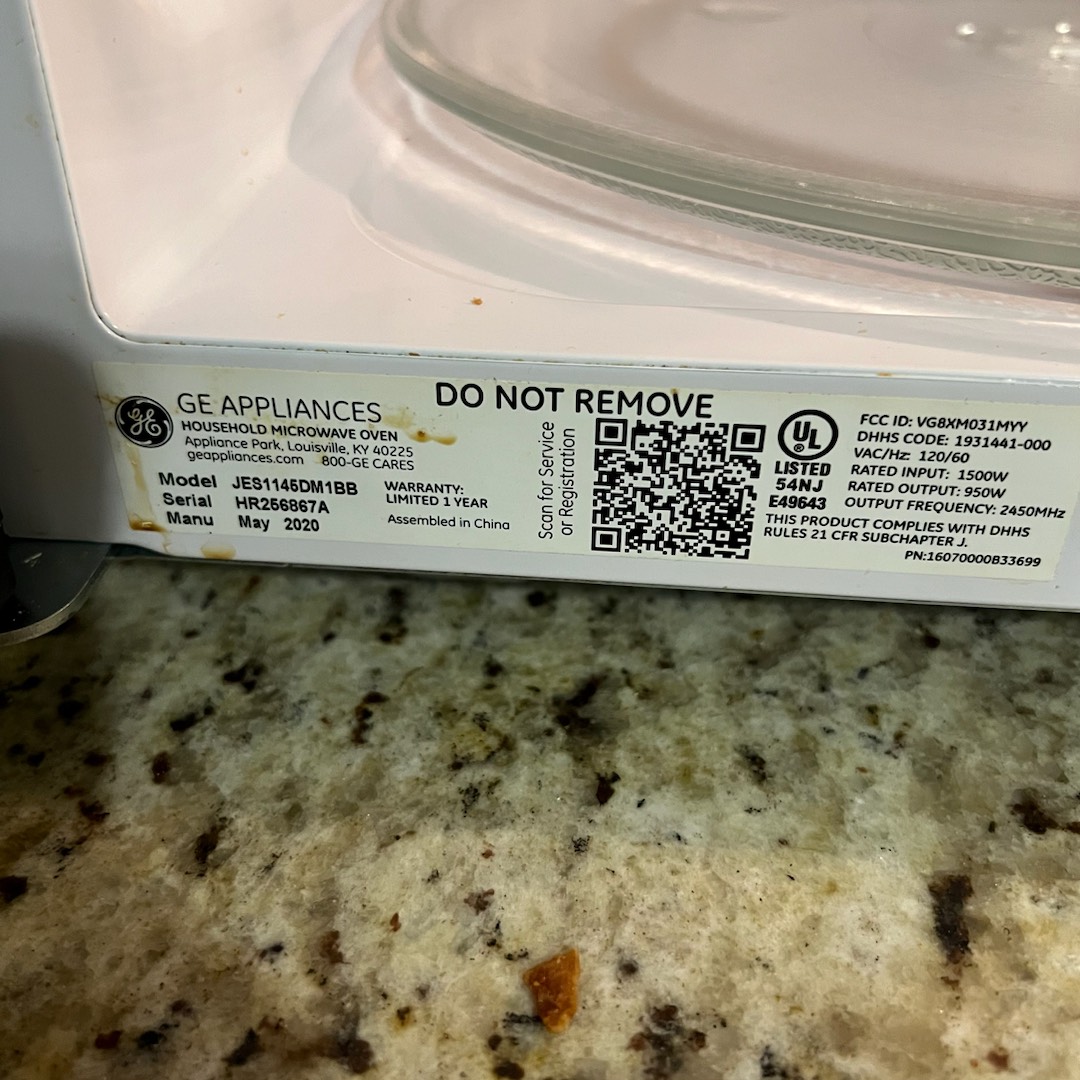 DO NOT REMOVE
GE
GE APPLIANCES
HOUSEHOLD MICROWAVE OVEN
Appliance Park, Louisville, KY 40225
geappliances.com 800-GE CARES
Model JES1145DM1BB
Serial HR256867A
Manu May 2020
WARRANTY:
LIMITED 1 YEAR
Assembled in China
Scan for Service
or Registration
UL
LISTED
54NJ
E49643
FCC ID: VG8XM031MYY
DHHS CODE: 1931441-000
VAC/Hz: 120/60
RATED INPUT: 1500W
RATED OUTPUT: 950W
OUTPUT FREQUENCY: 2450MHz
THIS PRODUCT COMPLIES WITH DHHS
RULES 21 CFR SUBCHAPTER J.
PN:16070000B33699